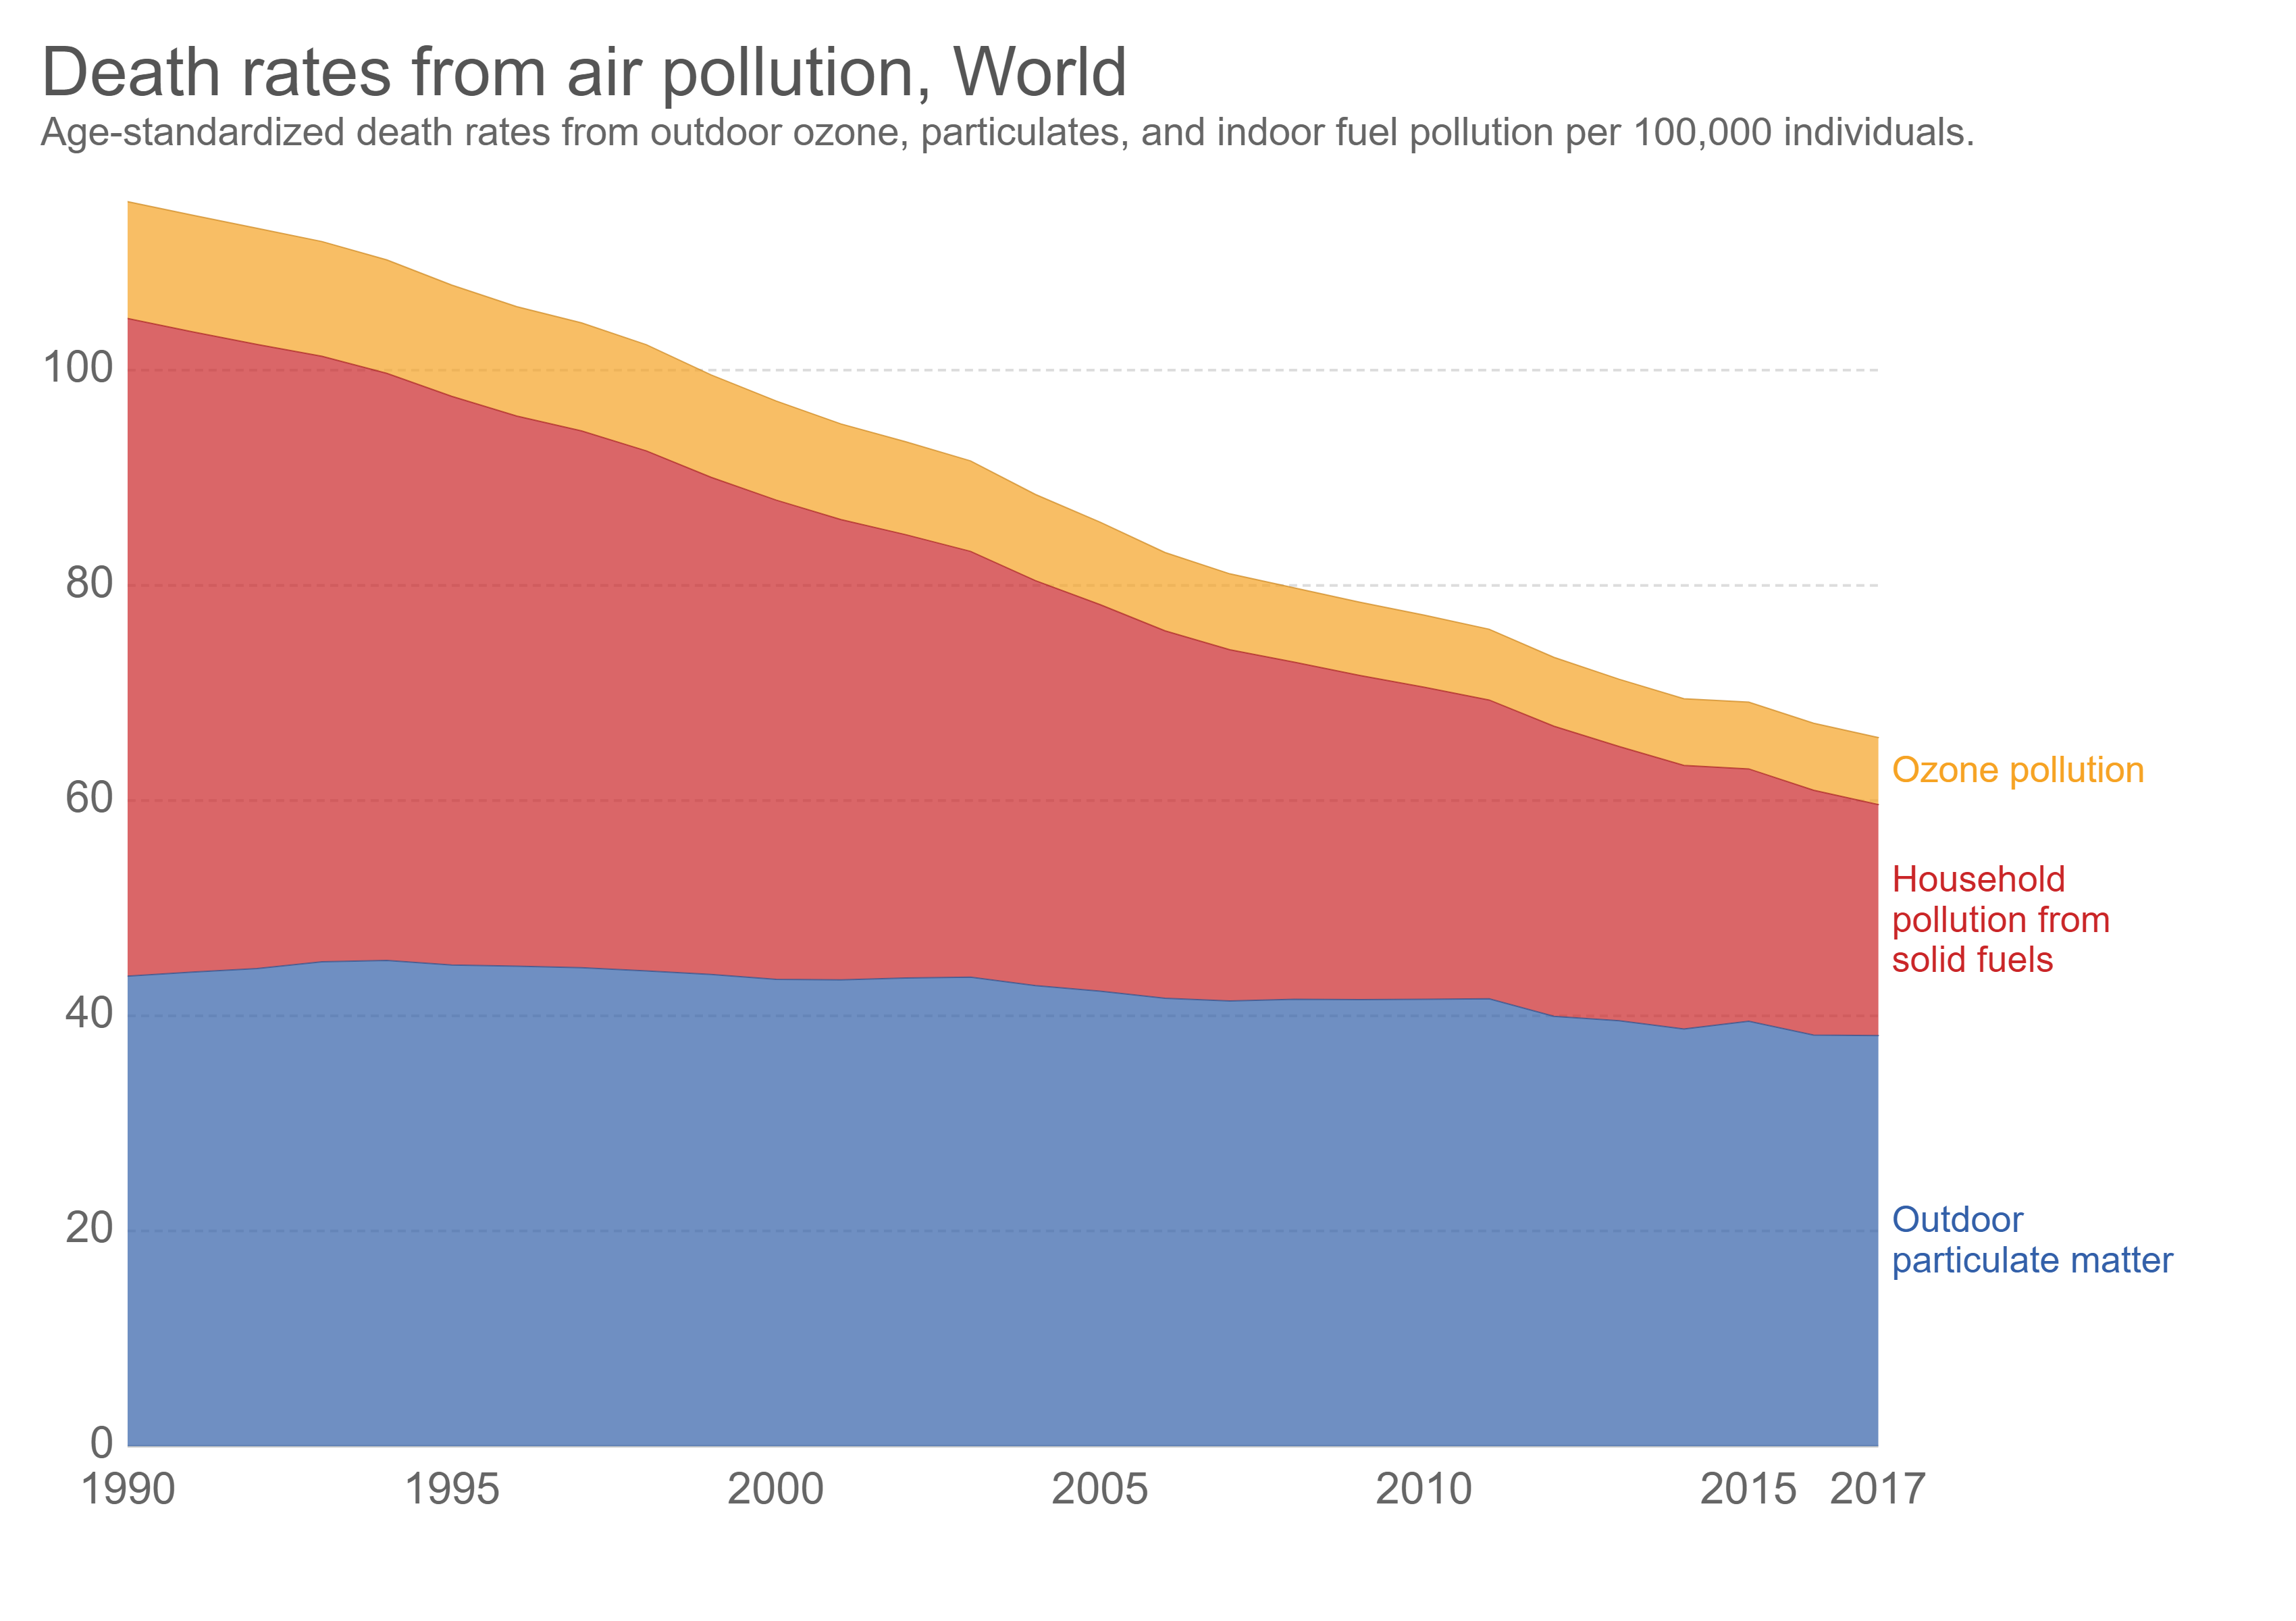 Death rates from air pollution, World
Age-standardized death rates from outdoor ozone, particulates, and indoor fuel pollution per 100,000 individuals.
100
80
60
40
20
0
Ozone pollution
Household
pollution from
solid fuels
Outdoor
particulate matter
1990 1995 2000 2005 2010 2015 2017